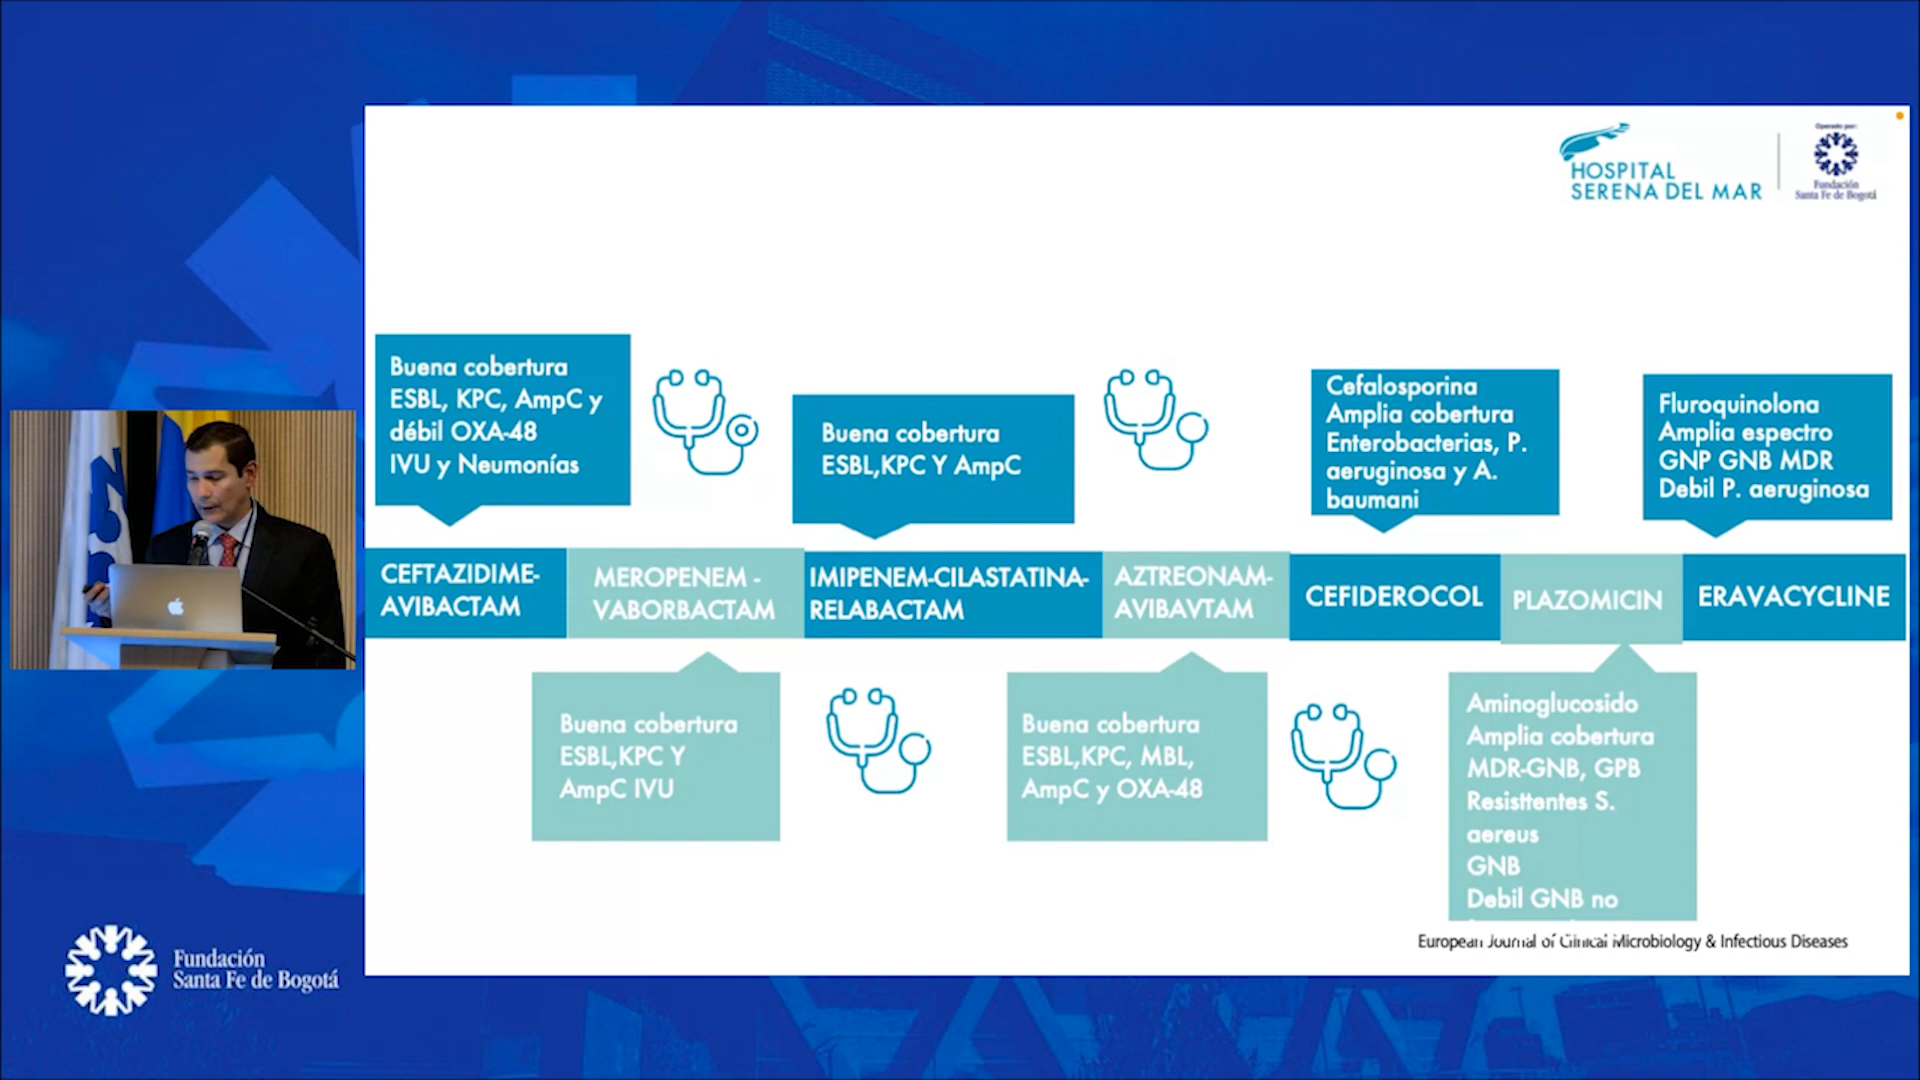 HOSPITAL
SERENA DEL MAR
Operado por:
Fundación
Santa Fe de Bogotá
Buena cobertura
ESBL, KPC, AmpC y
débil OXA-48
IVU y Neumonías
Buena cobertura
ESBL,KPC Y AmpC
Cefalosporina
Amplia cobertura
Enterobacterias, P.
aeruginosa y A.
baumani
Fluroquinolona
Amplia espectro
GNP GNB MDR
Debil P. aeruginosa
CEFTAZIDIME-
AVIBACTAM
MEROPENEM -
VABORBACTAM
IMIPENEM-CILASTATINA-
RELABACTAM
AZTREONAM-
AVIBAVTAM
CEFIDEROCOL
PLAZOMICIN
ERAVACYCLINE
Buena cobertura
ESBL,KPC Y
AmpC IVU
Buena cobertura
ESBL,KPC, MBL,
AmpC y OXA-48
Aminoglucosido
Amplia cobertura
MDR-GNB, GPB
Resisttentes S.
aereus
GNB
Debil GNB no
European Journal of Clinical Microbiology & Infectious Diseases
Fundación
Santa Fe de Bogotá